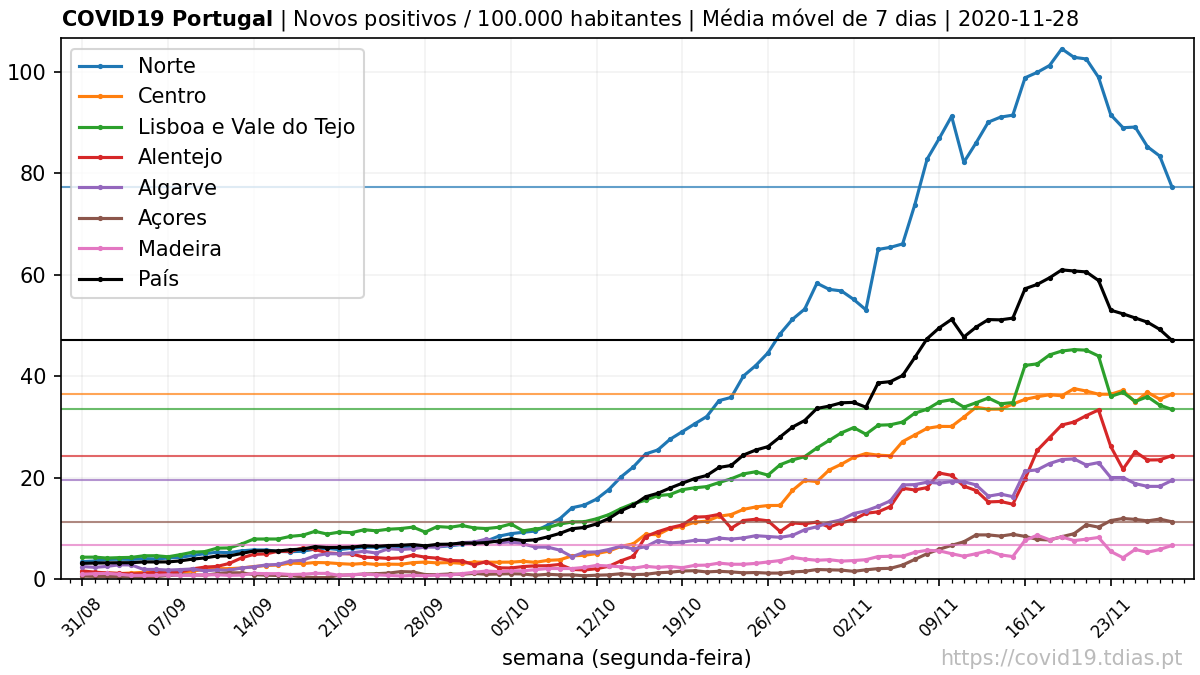 COVID19 Portugal | Novos positivos / 100.000 habitantes | Média móvel de 7 dias | 2020-11-28
Norte
Centro
Lisboa e Vale do Tejo
Alentejo
Algarve
Açores
Madeira
País
100
80
60
40
20
0
31/08 07/09 14/09 21/09 28/09 05/10 12/10 19/10 26/10 02/11 09/11 16/11 23/11
semana (segunda-feira)
https://covid19.tdias.pt